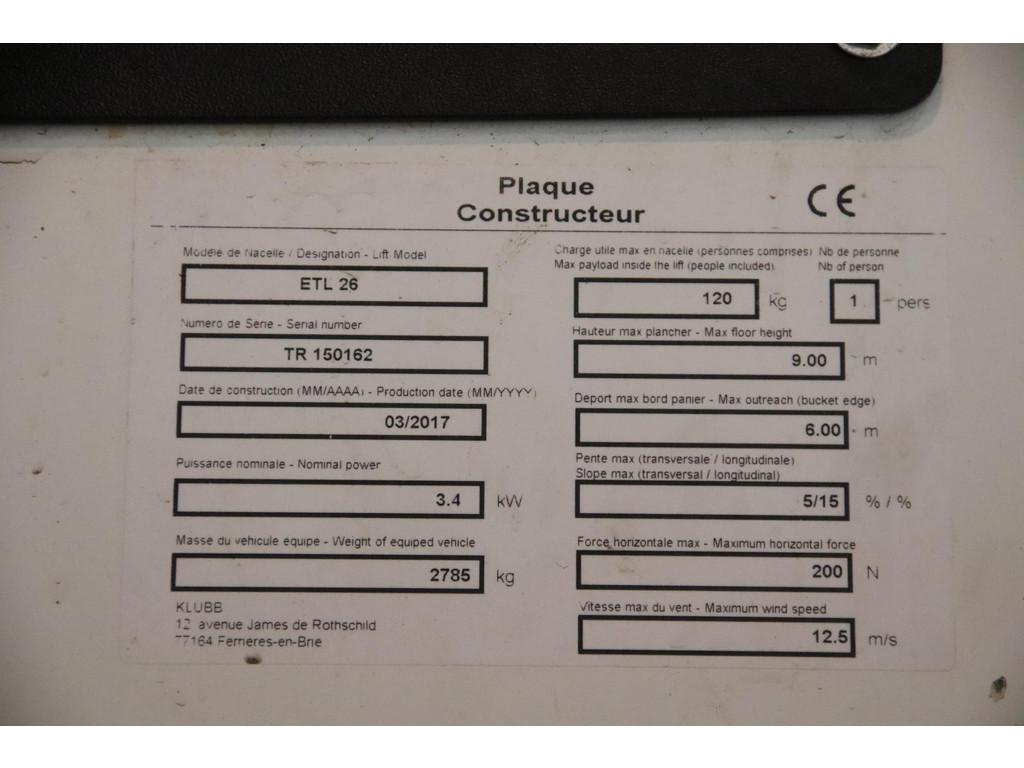 Plaque
Constructeur
CE
Modèle de Nacelle / Designation - Lift Model
ETL 26
Numero de Serie - Serial number
TR 150162
Date de construction (MM/AAAA) - Production date (MM/YYYY)
03/2017
Puissance nominale - Nominal power
3.4 kW
Masse du vehicule equipe - Weight of equiped vehicle
2785 kg
KLUBB
12 avenue James de Rothschild
77164 Ferrieres-en-Brie
Charge utile max en nacelle (personnes comprises) Nb de personne
Max payload inside the lift (people included) Nb of person
120 kg 1 pers
Hauteur max plancher - Max floor height
9.00 m
Deport max bord panier - Max outreach (bucket edge)
6.00 m
Pente max (transversale / longitudinale)
Slope max (transversal / longitudinal)
5/15 % / %
Force horizontale max - Maximum horizontal force
200 N
Vitesse max du vent - Maximum wind speed
12.5 m/s